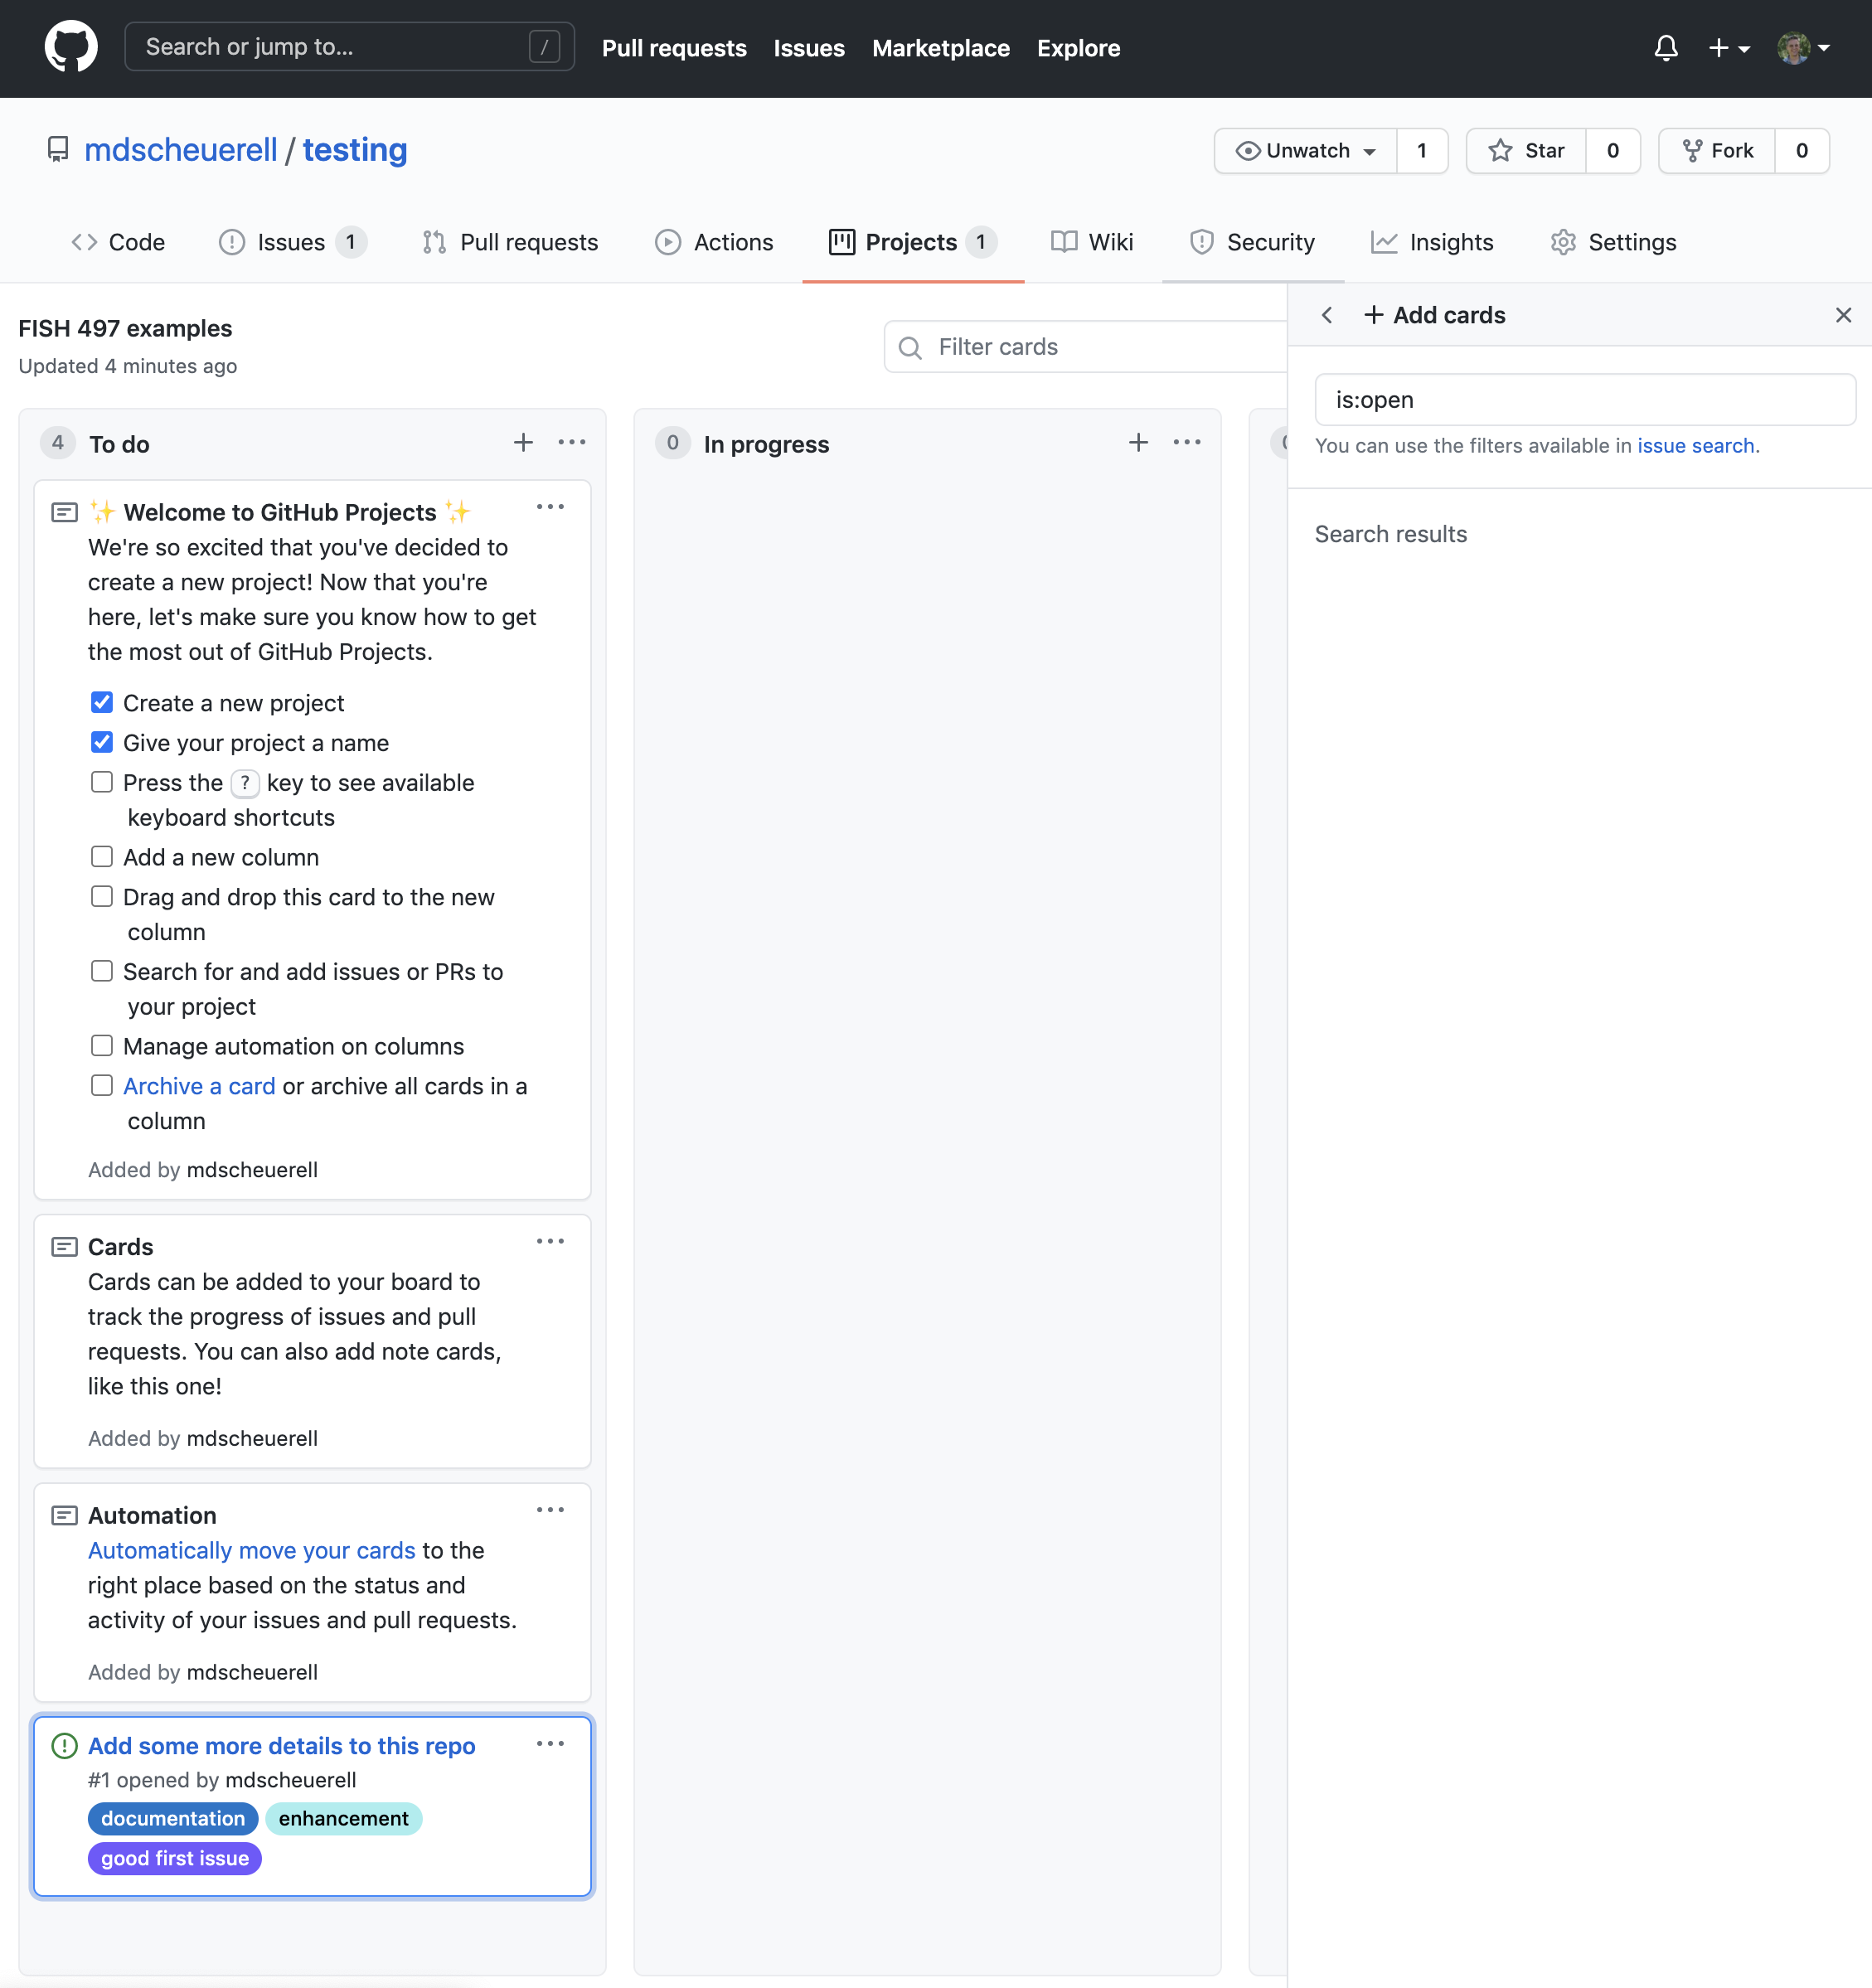 Search or jump to... /
Pull requests Issues Marketplace Explore
mdscheuerell / testing
Unwatch 1 Star 0 Fork 0
Code Issues 1 Pull requests Actions Projects 1 Wiki Security Insights Settings
FISH 497 examples
Updated 4 minutes ago
Filter cards
4 To do
✨ Welcome to GitHub Projects ✨
We're so excited that you've decided to
create a new project! Now that you're
here, let's make sure you know how to get
the most out of GitHub Projects.
Create a new project
Give your project a name
Press the ? key to see available
keyboard shortcuts
Add a new column
Drag and drop this card to the new
column
Search for and add issues or PRs to
your project
Manage automation on columns
Archive a card or archive all cards in a
column
Added by mdscheuerell
Cards
Cards can be added to your board to
track the progress of issues and pull
requests. You can also add note cards,
like this one!
Added by mdscheuerell
Automation
Automatically move your cards to the
right place based on the status and
activity of your issues and pull requests.
Added by mdscheuerell
Add some more details to this repo
#1 opened by mdscheuerell
documentation enhancement
good first issue
0 In progress
+ Add cards
is:open
You can use the filters available in issue search.
Search results